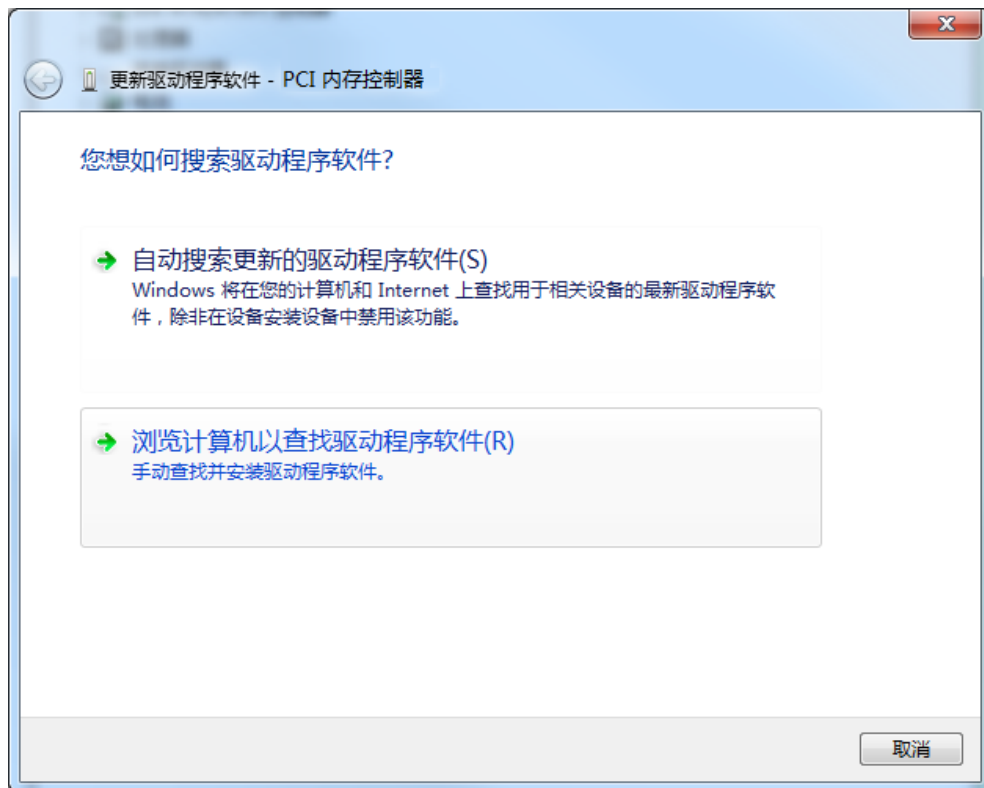 更新驱动程序软件 - PCI 内存控制器
您想如何搜索驱动程序软件?
自动搜索更新的驱动程序软件(S)
Windows 将在您的计算机和 Internet 上查找用于相关设备的最新驱动程序软
件，除非在设备安装设备中禁用该功能。
浏览计算机以查找驱动程序软件(R)
手动查找并安装驱动程序软件。
取消